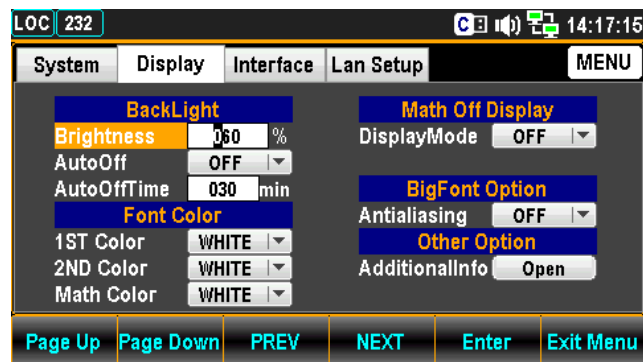 LOC 232 C 14:17:15
System Display Interface Lan Setup MENU
BackLight
Brightness 060 %
AutoOff OFF
AutoOffTime 030 min
Font Color
1ST Color WHITE
2ND Color WHITE
Math Color WHITE
Math Off Display
DisplayMode OFF
BigFont Option
Antialiasing OFF
Other Option
AdditionalInfo Open
Page Up Page Down PREV NEXT Enter Exit Menu